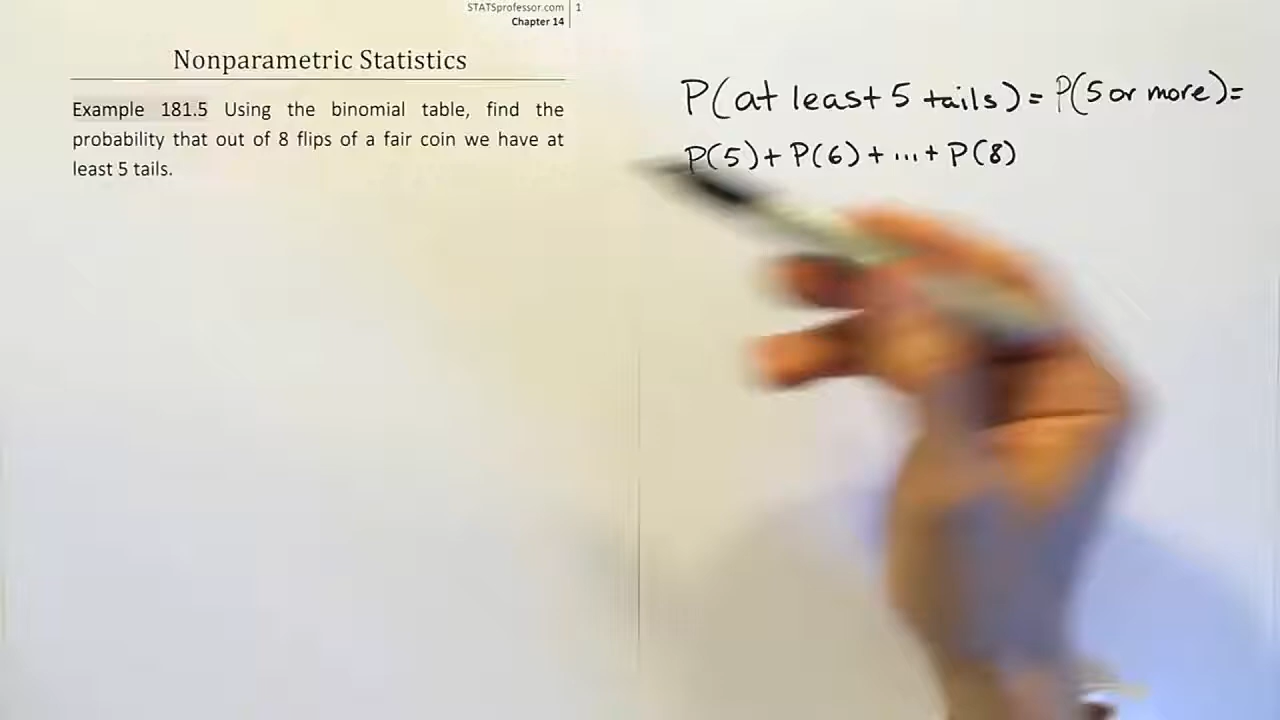 STATSprofessor.com | 1
Chapter 14
Nonparametric Statistics
Example 181.5 Using the binomial table, find the
probability that out of 8 flips of a fair coin we have at
least 5 tails.
P(at least 5 tails) = P(5 or more) =
P(5) + P(6) + ... + P(8)